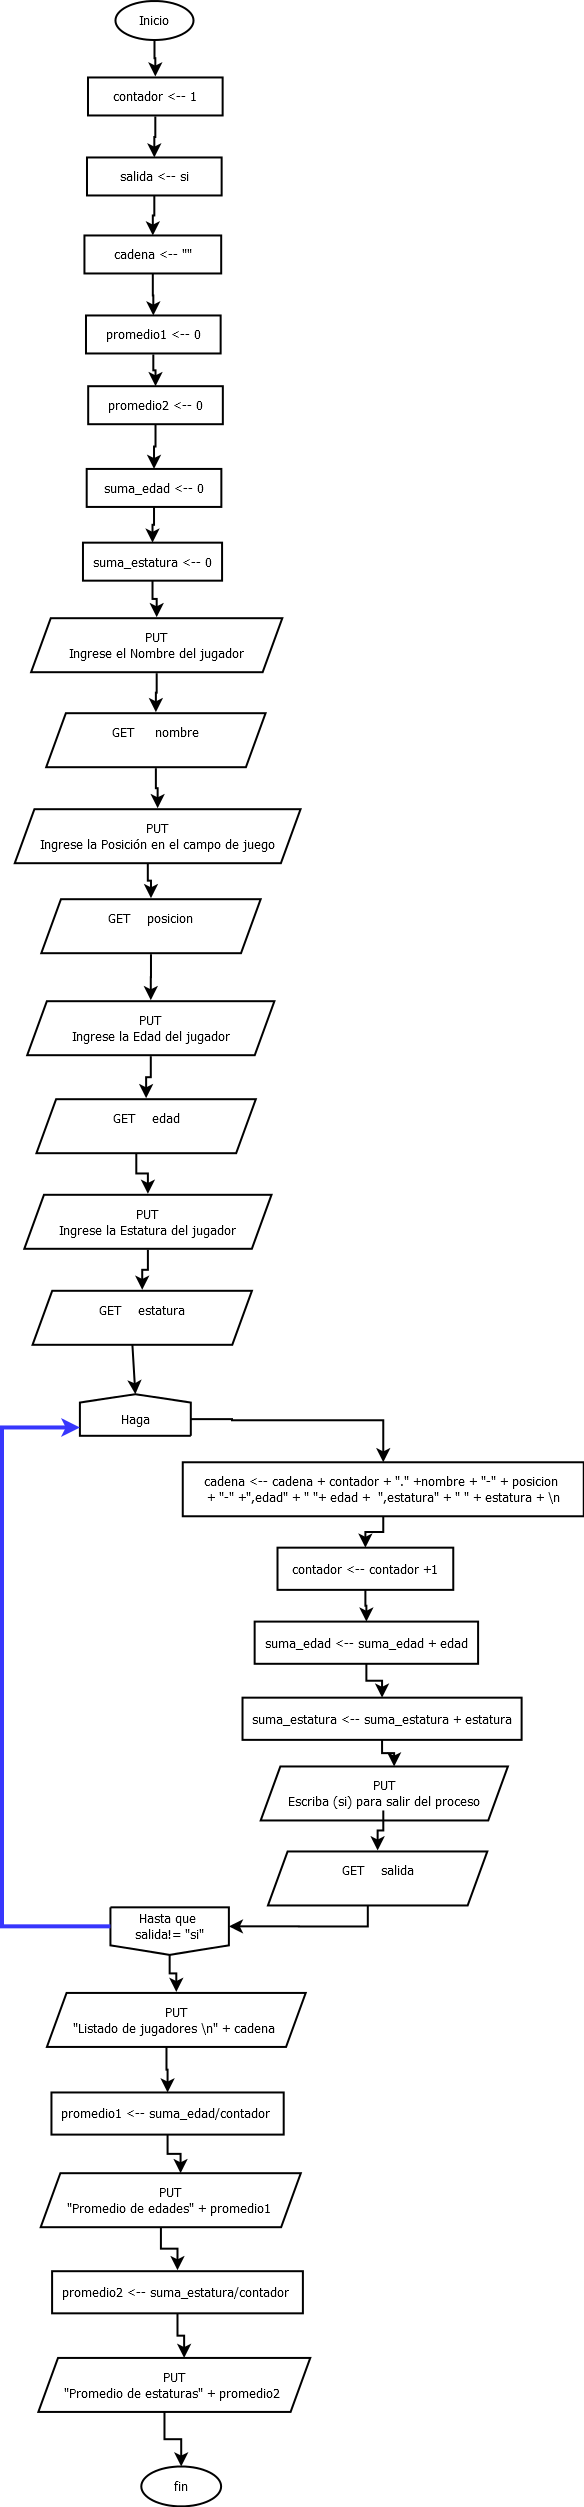 Inicio
contador <-- 1
salida <-- si
cadena <-- ""
promedio1 <-- 0
promedio2 <-- 0
suma_edad <-- 0
suma_estatura <-- 0
PUT
Ingrese el Nombre del jugador
GET nombre
PUT
Ingrese la Posición en el campo de juego
GET posicion
PUT
Ingrese la Edad del jugador
GET edad
PUT
Ingrese la Estatura del jugador
GET estatura
Haga
cadena <-- cadena + contador + "." +nombre + "-" + posicion
+ "-" +",edad" + " "+ edad + ",estatura" + " " + estatura + \n
contador <-- contador +1
suma_edad <-- suma_edad + edad
suma_estatura <-- suma_estatura + estatura
PUT
Escriba (si) para salir del proceso
GET salida
Hasta que
salida!= "si"
PUT
"Listado de jugadores \n" + cadena
promedio1 <-- suma_edad/contador
PUT
"Promedio de edades" + promedio1
promedio2 <-- suma_estatura/contador
PUT
"Promedio de estaturas" + promedio2
fin